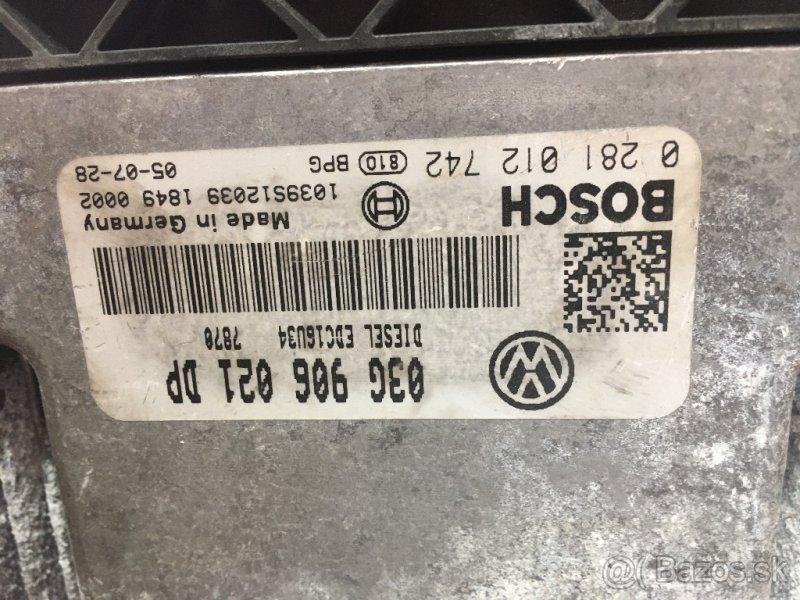 03G 906 021 DP
DIESEL EDC16U34 7870
BOSCH
Made in Germany
1039S12039 1849 0002
0 281 012 742 810 BPG 05-07-28
@ Bazos.sk